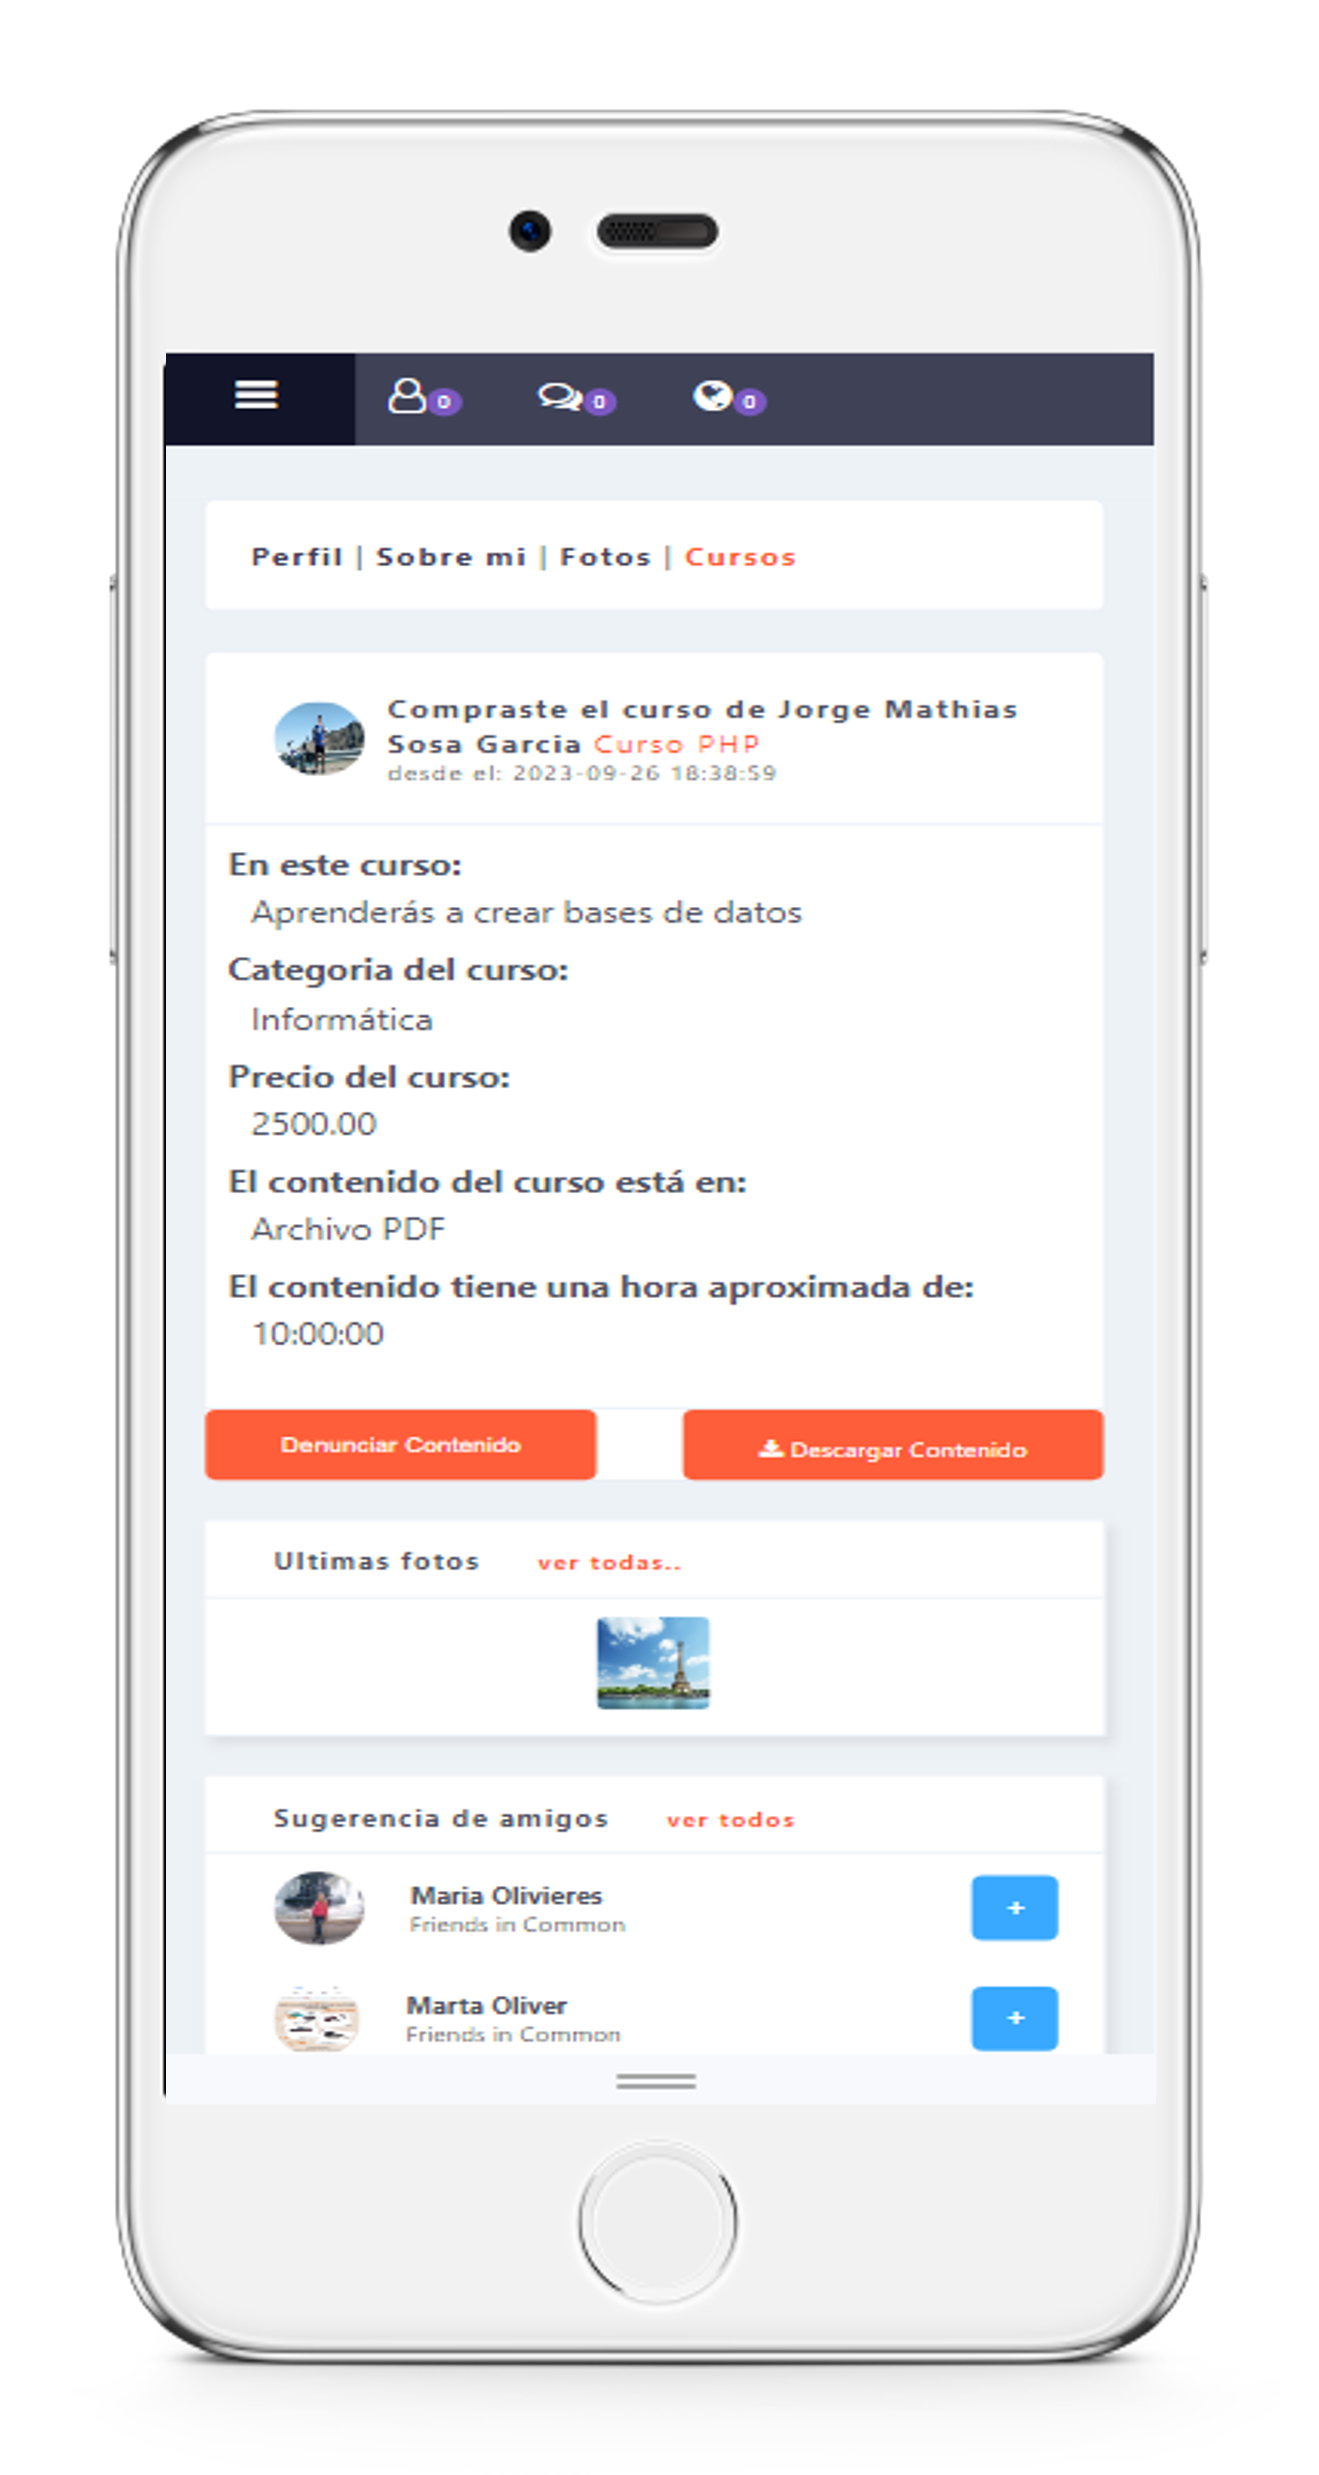 0 0 0
Perfil | Sobre mi | Fotos | Cursos
Compraste el curso de Jorge Mathias
Sosa Garcia Curso PHP
desde el: 2023-09-26 18:38:59
En este curso:
Aprenderás a crear bases de datos
Categoria del curso:
Informática
Precio del curso:
2500.00
El contenido del curso está en:
Archivo PDF
El contenido tiene una hora aproximada de:
10:00:00
Denunciar Contenido Descargar Contenido
Ultimas fotos ver todas..
Sugerencia de amigos ver todos
Maria Olivieres
Friends in Common
+
Marta Oliver
Friends in Common
+